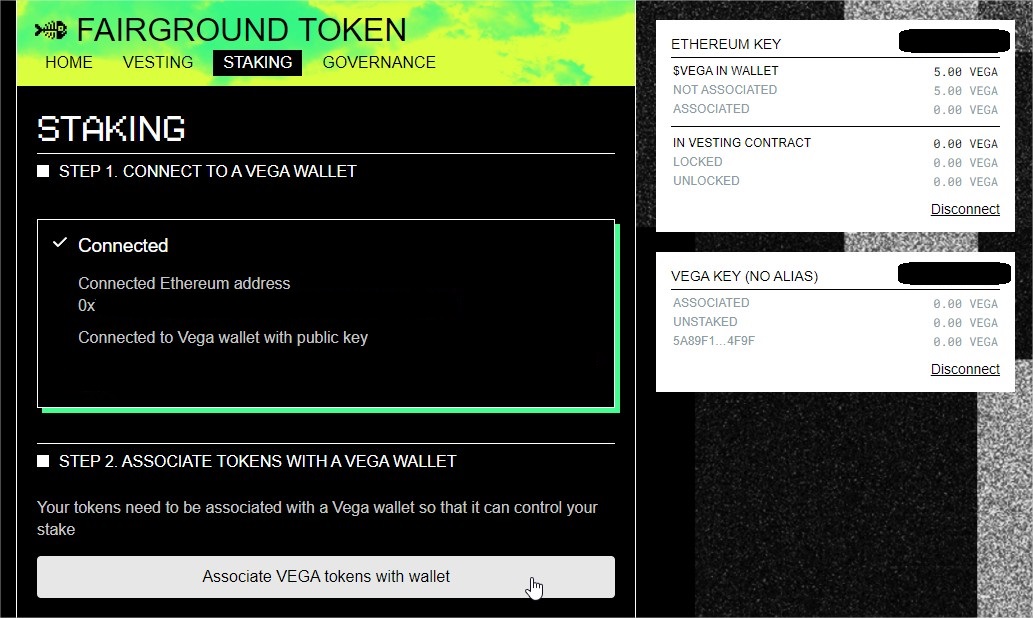 FAIRGROUND TOKEN
HOME VESTING STAKING GOVERNANCE
STAKING
STEP 1. CONNECT TO A VEGA WALLET
Connected
Connected Ethereum address
0x
Connected to Vega wallet with public key
STEP 2. ASSOCIATE TOKENS WITH A VEGA WALLET
Your tokens need to be associated with a Vega wallet so that it can control your
stake
Associate VEGA tokens with wallet
ETHEREUM KEY
$VEGA IN WALLET 5.00 VEGA
NOT ASSOCIATED 5.00 VEGA
ASSOCIATED 0.00 VEGA
IN VESTING CONTRACT 0.00 VEGA
LOCKED 0.00 VEGA
UNLOCKED 0.00 VEGA
Disconnect
VEGA KEY (NO ALIAS)
ASSOCIATED 0.00 VEGA
UNSTAKED 0.00 VEGA
5A89F1...4F9F 0.00 VEGA
Disconnect